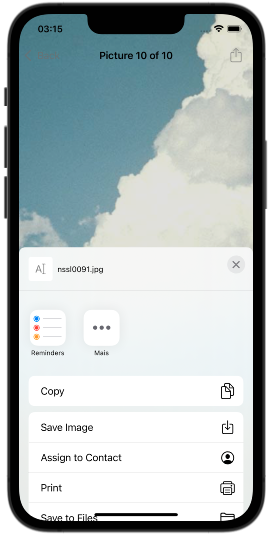 03:15
Picture 10 of 10
A
nssl0091.jpg
Reminders
Mais
Copy
Save Image
Assign to Contact
Print
Save to Files